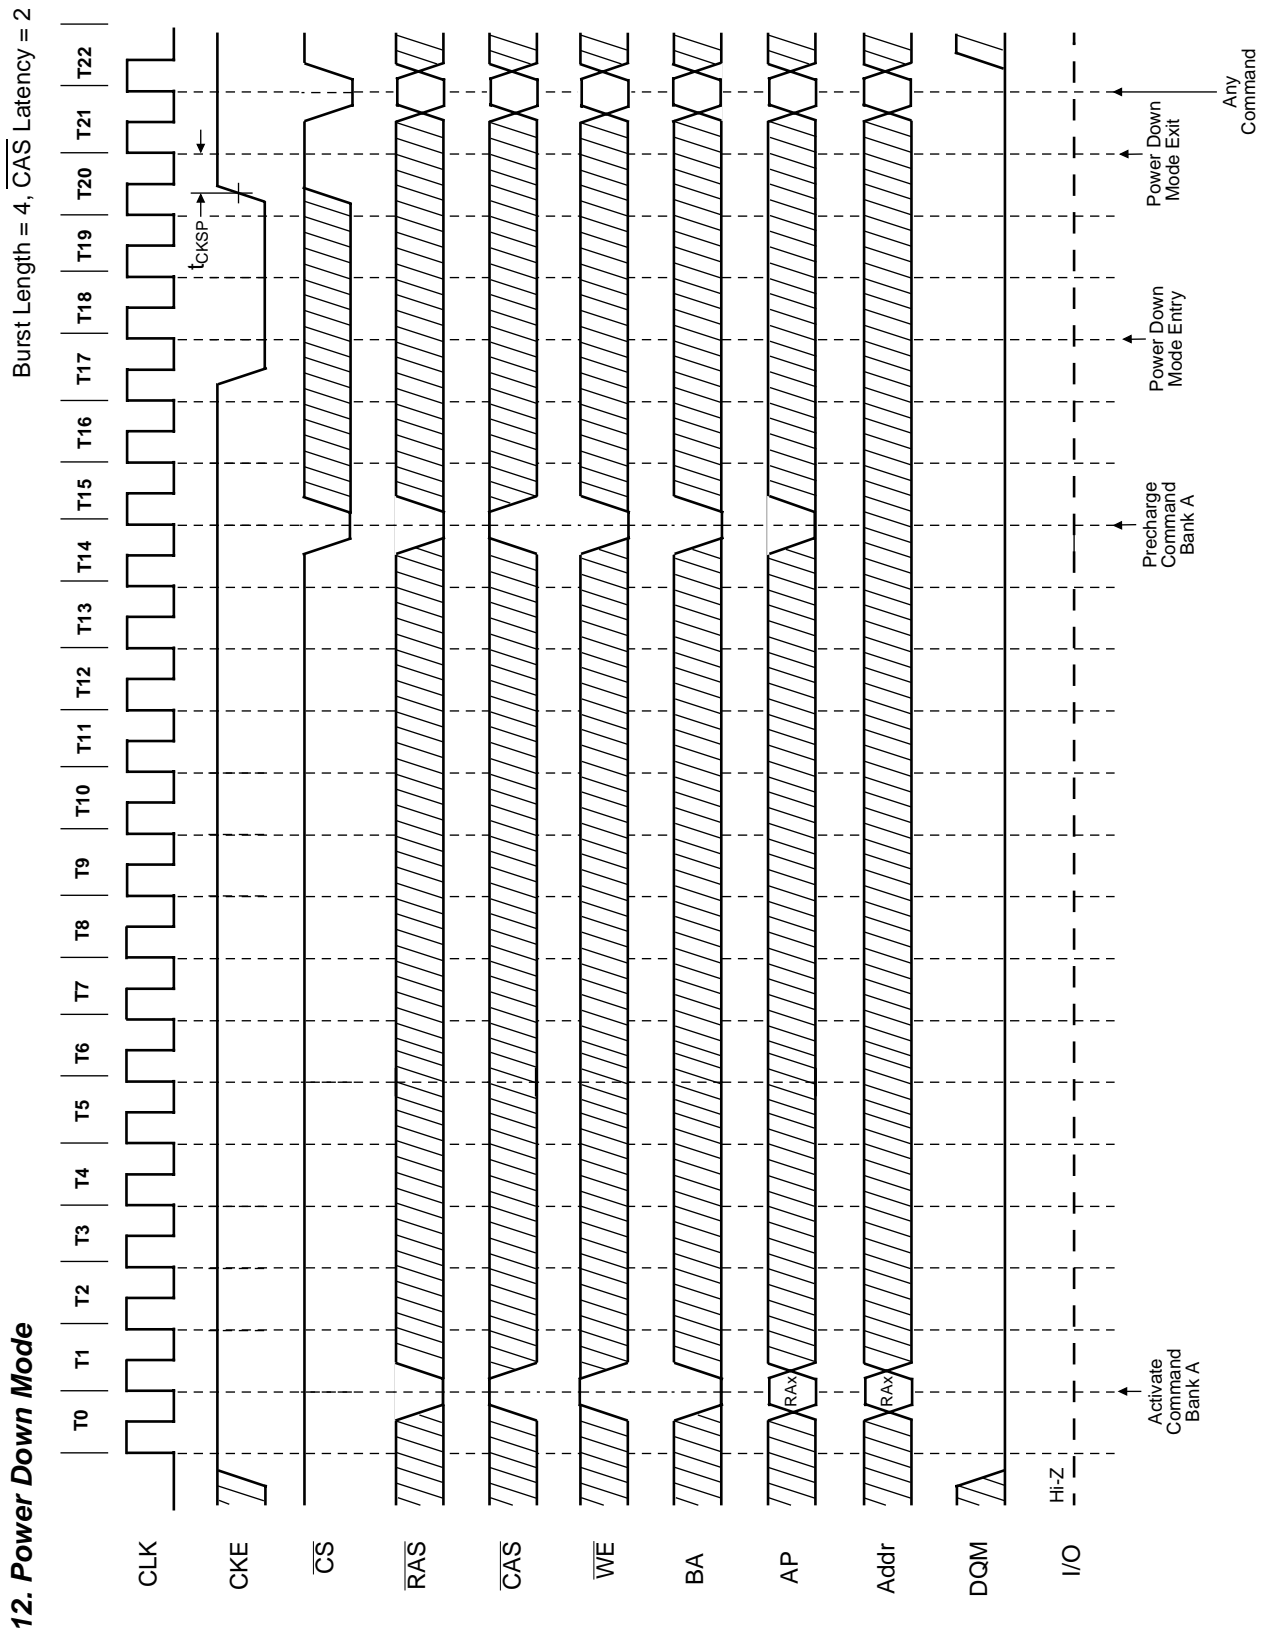 12. Power Down Mode
Burst Length = 4, CAS Latency = 2
T0 T1 T2 T3 T4 T5 T6 T7 T8 T9 T10 T11 T12 T13 T14 T15 T16 T17 T18 T19 T20 T21 T22
CLK
tCKSP
CKE
CS
RAS
CAS
WE
BA
AP
RAx
Addr
RAx
DQM
Hi-Z
I/O
Activate
Command
Bank A
Precharge
Command
Bank A
Power Down
Mode Entry
Power Down
Mode Exit
Any
Command